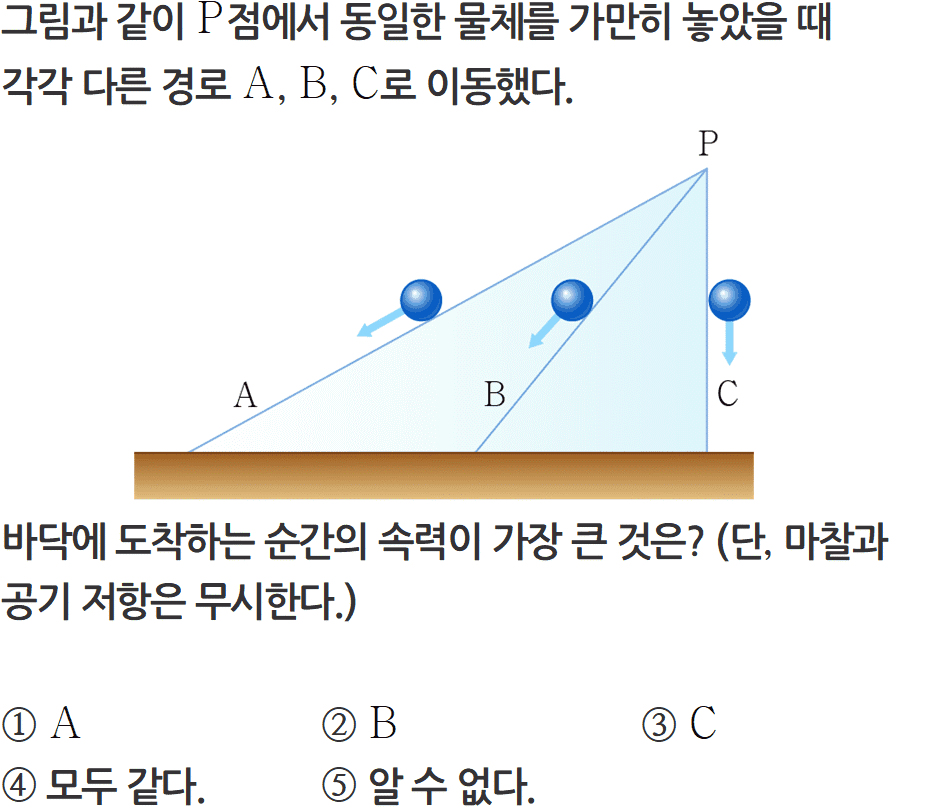 그림과 같이 P점에서 동일한 물체를 가만히 놓았을 때
각각 다른 경로 A, B, C로 이동했다.
P
A
B
C
바닥에 도착하는 순간의 속력이 가장 큰 것은? (단, 마찰과
공기 저항은 무시한다.)
① A ② B ③ C
④ 모두 같다. ⑤ 알 수 없다.